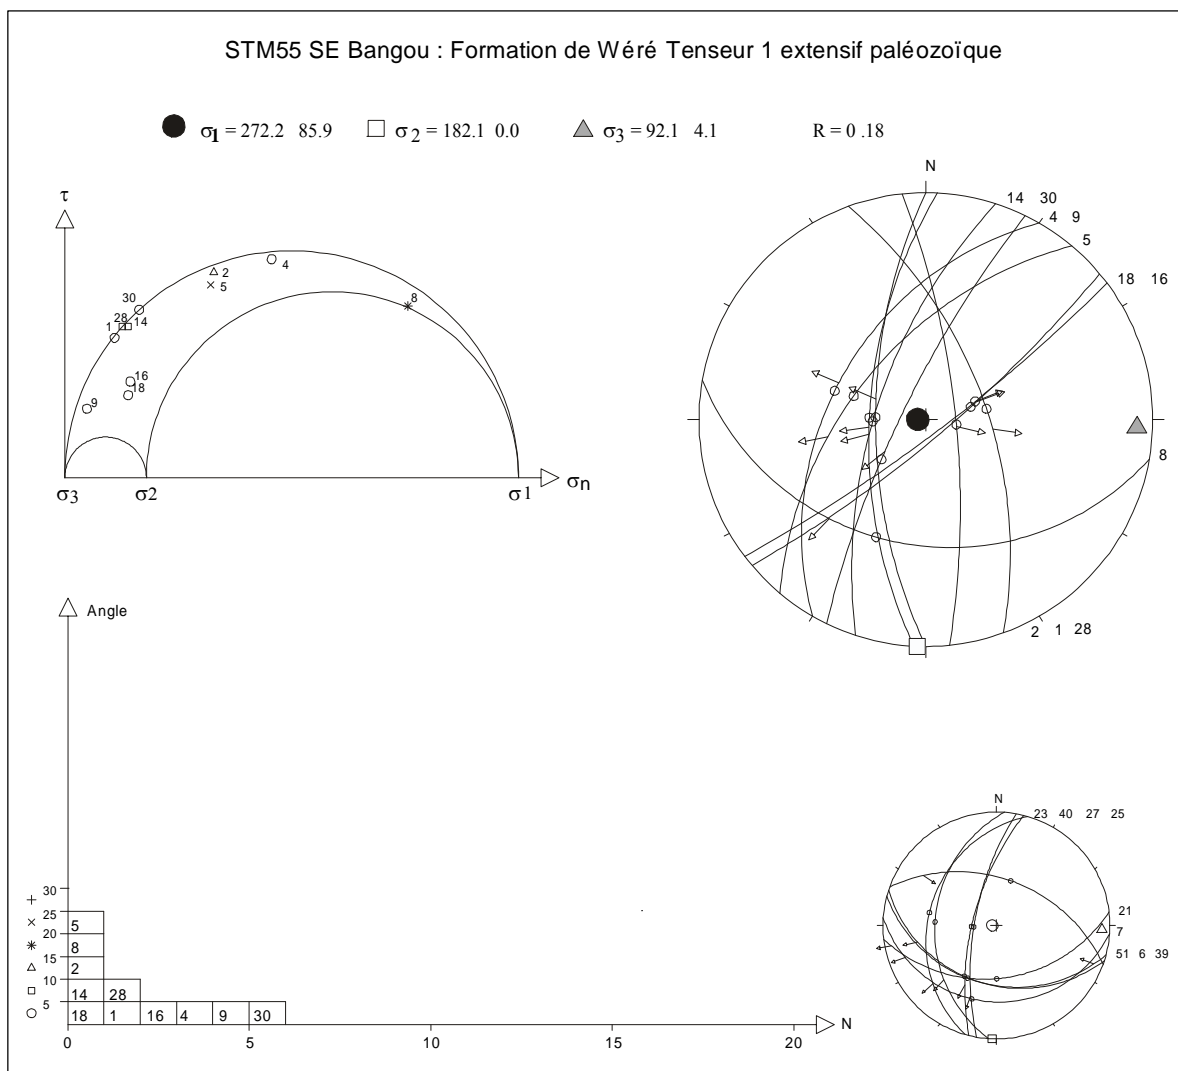 STM55 SE Bangou : Formation de Wéré Tenseur 1 extensif paléozoïque
σ1 = 272.2 85.9 σ2 = 182.1 0.0 σ3 = 92.1 4.1 R = 0 .18
N
14 30
4 9
5
18 16
8
2 1 28
τ
2
4
5
30
8
28
14
1
16
18
9
σ3 σ2 σ1 σn
Angle
30
25
20
15
10
5
5
8
2
14 28
18 1 16 4 9 30
N
0 5 10 15 20
N
23 40 27 25
21
7
51 6 39